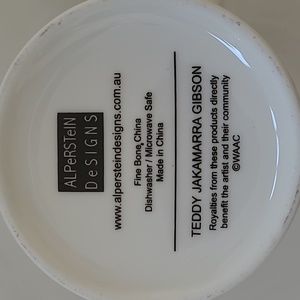 ALPeRSTeiN
DeSIGNS
www.alpersteindesigns.com.au
Fine Bone China
Dishwasher / Microwave Safe
Made in China
TEDDY JAKAMARRA GIBSON
Royalties from these products directly
benefit the artist and their community
©WAAC